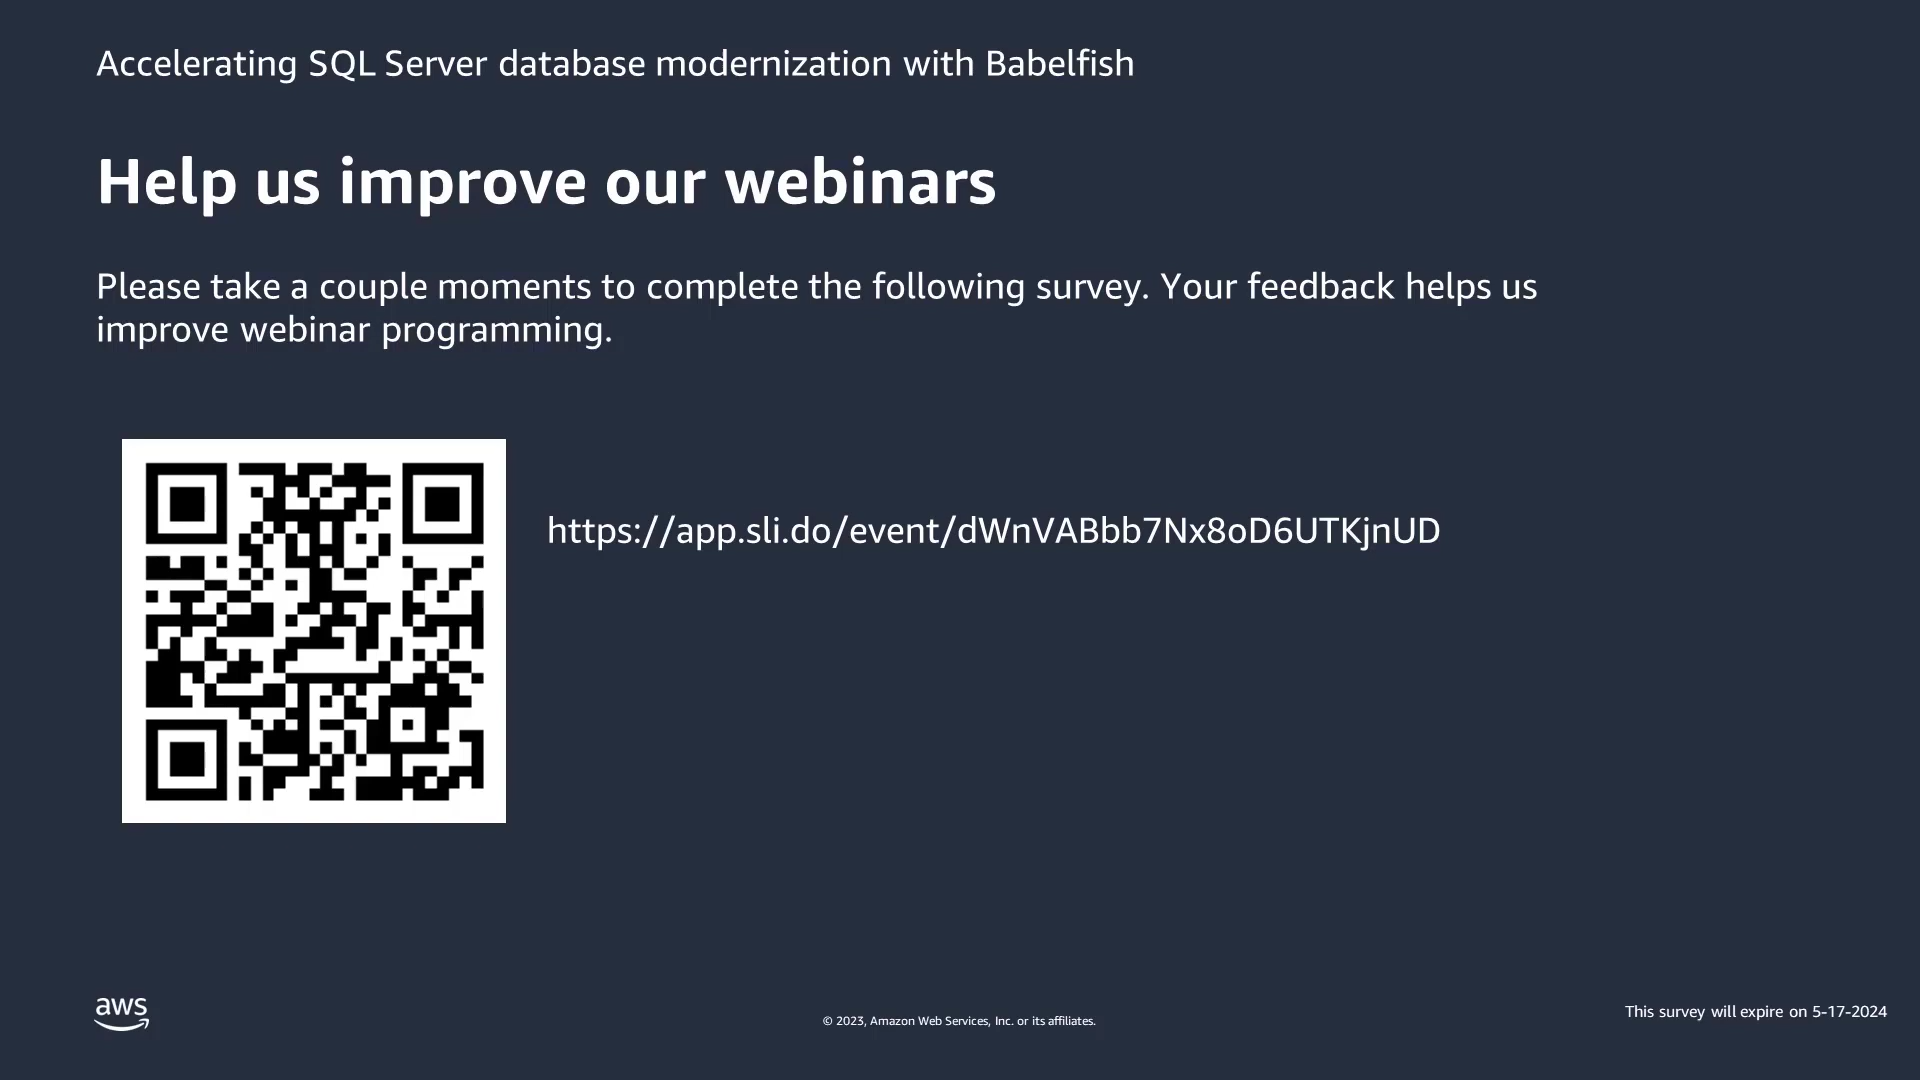 Accelerating SQL Server database modernization with Babelfish
Help us improve our webinars
Please take a couple moments to complete the following survey. Your feedback helps us
improve webinar programming.
https://app.sli.do/event/dWnVABbb7Nx8oD6UTKjnUD
aws
© 2023, Amazon Web Services, Inc. or its affiliates.
This survey will expire on 5-17-2024